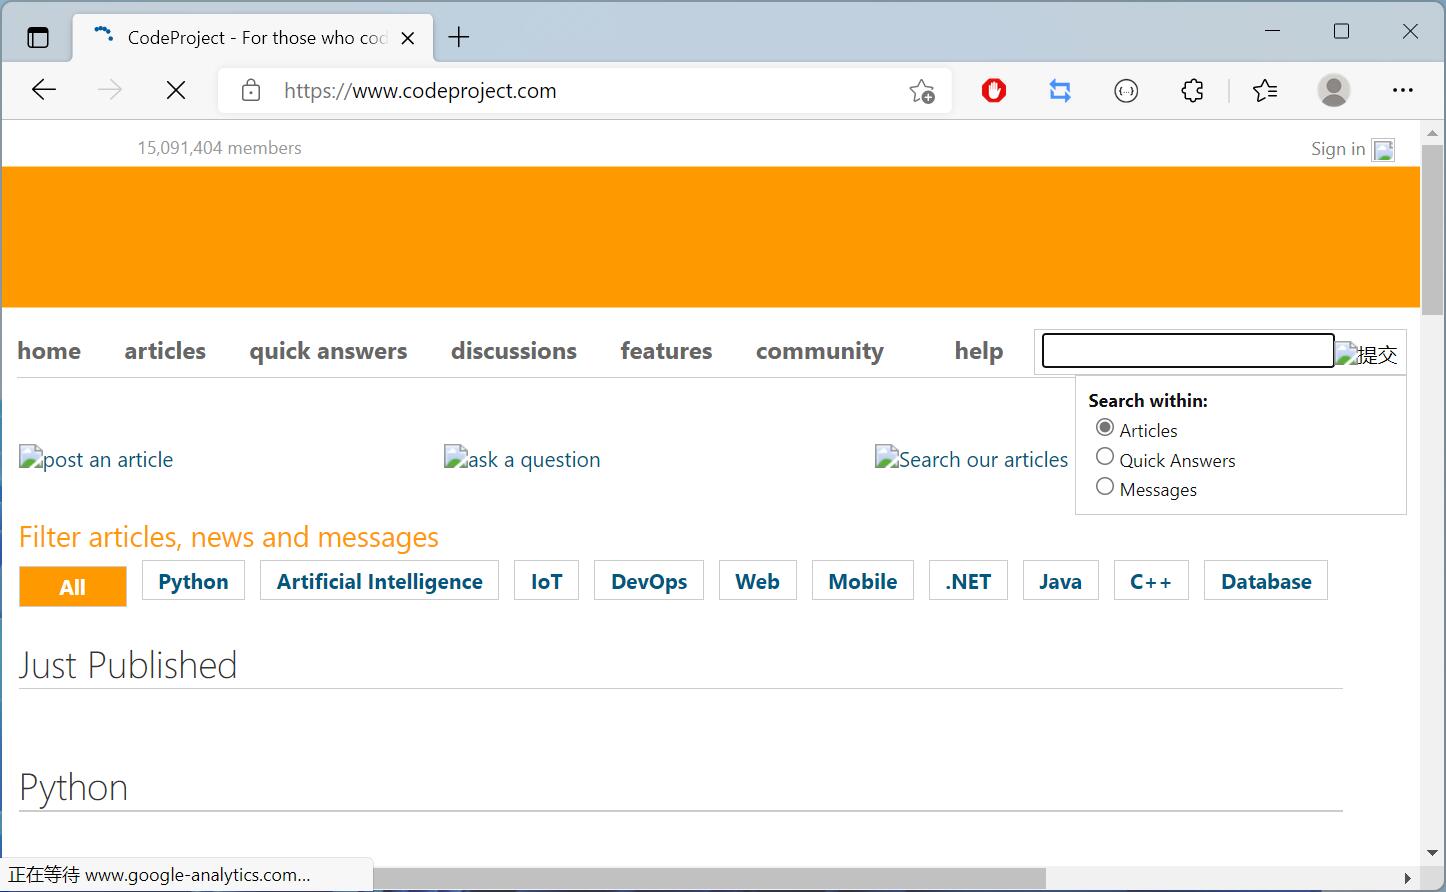 CodeProject - For those who cod
https://www.codeproject.com
15,091,404 members
Sign in
home articles quick answers discussions features community help
提交
Search within:
Articles
Quick Answers
Messages
post an article ask a question Search our articles
Filter articles, news and messages
All Python Artificial Intelligence IoT DevOps Web Mobile .NET Java C++ Database
Just Published
Python
正在等待 www.google-analytics.com...